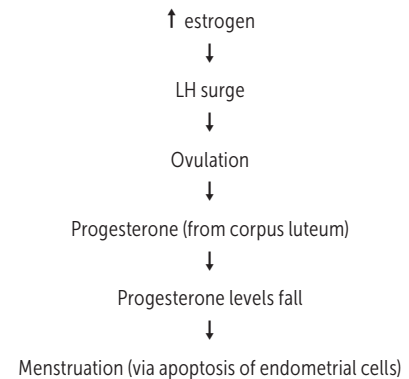 ↑ estrogen
↓
LH surge
↓
Ovulation
↓
Progesterone (from corpus luteum)
↓
Progesterone levels fall
↓
Menstruation (via apoptosis of endometrial cells)